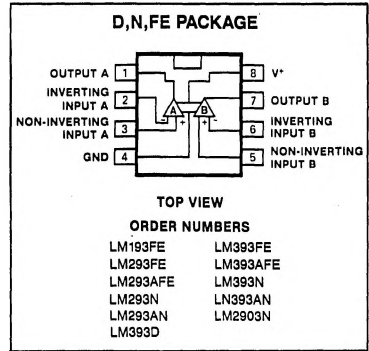 D,N,FE PACKAGE
OUTPUT A 1
8 V+
INVERTING INPUT A 2
7 OUTPUT B
NON-INVERTING INPUT A 3
6 INVERTING INPUT B
GND 4
5 NON-INVERTING INPUT B
A
B
- +
+ -
TOP VIEW
ORDER NUMBERS
LM193FE LM393FE
LM293FE LM393AFE
LM293AFE LM393N
LM293N LN393AN
LM293AN LM2903N
LM393D